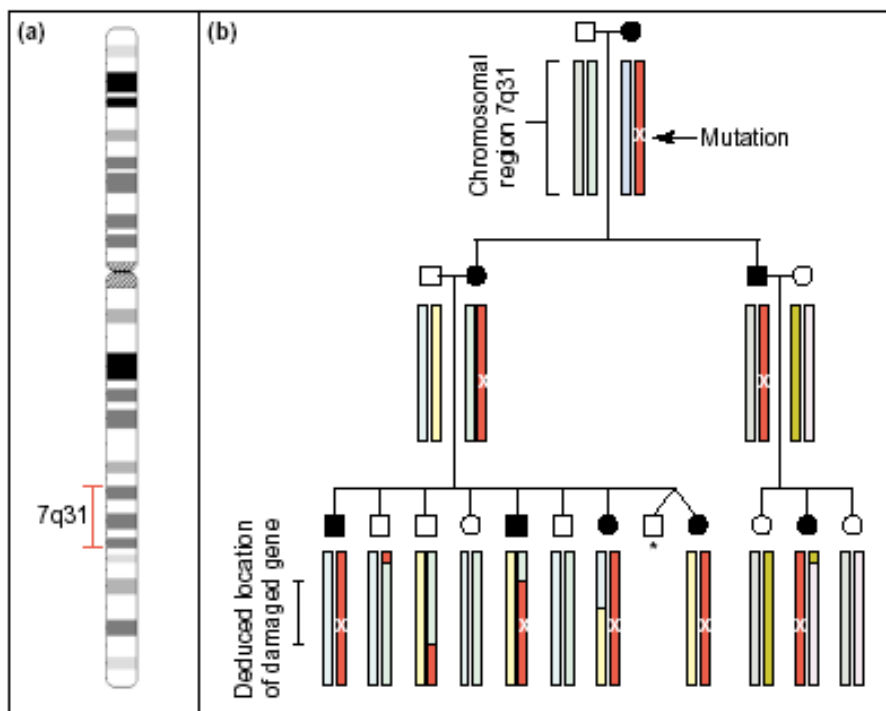 (a)
7q31
(b)
Chromosomal
region 7q31
X
Mutation
X
X
*
Deduced location
of damaged gene
X
X
X
X
X